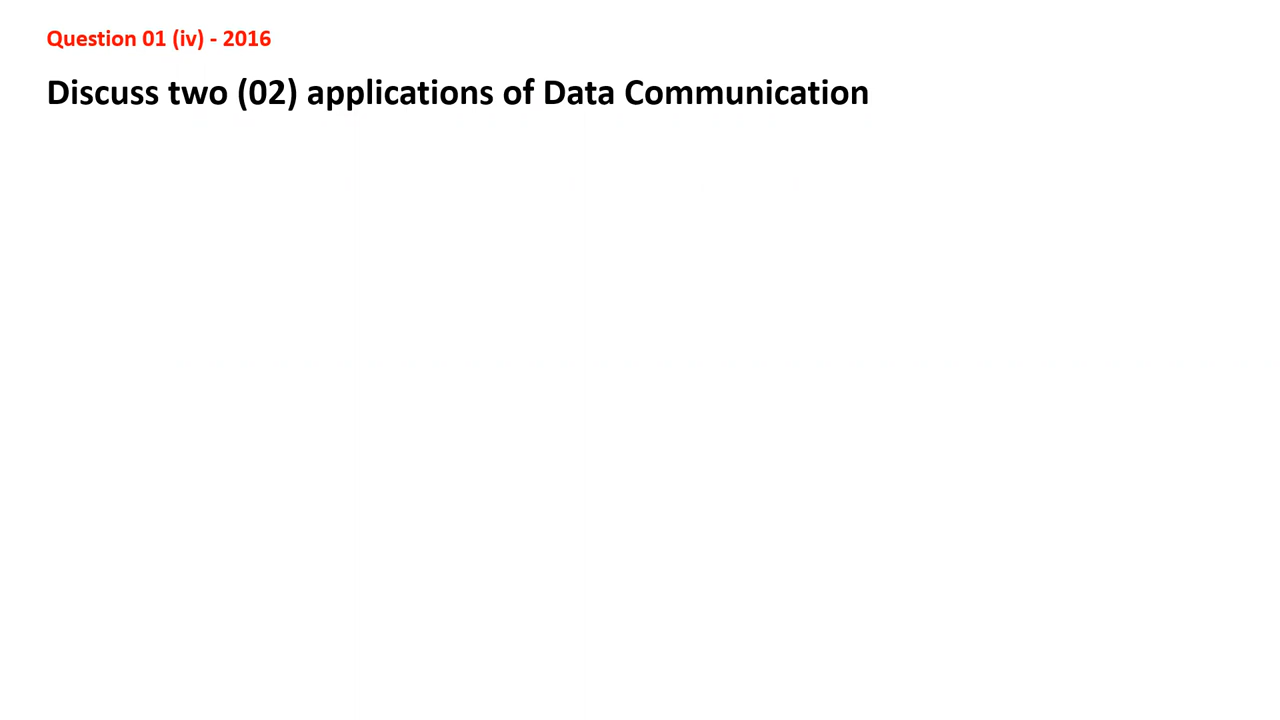 Question 01 (iv) - 2016
Discuss two (02) applications of Data Communication